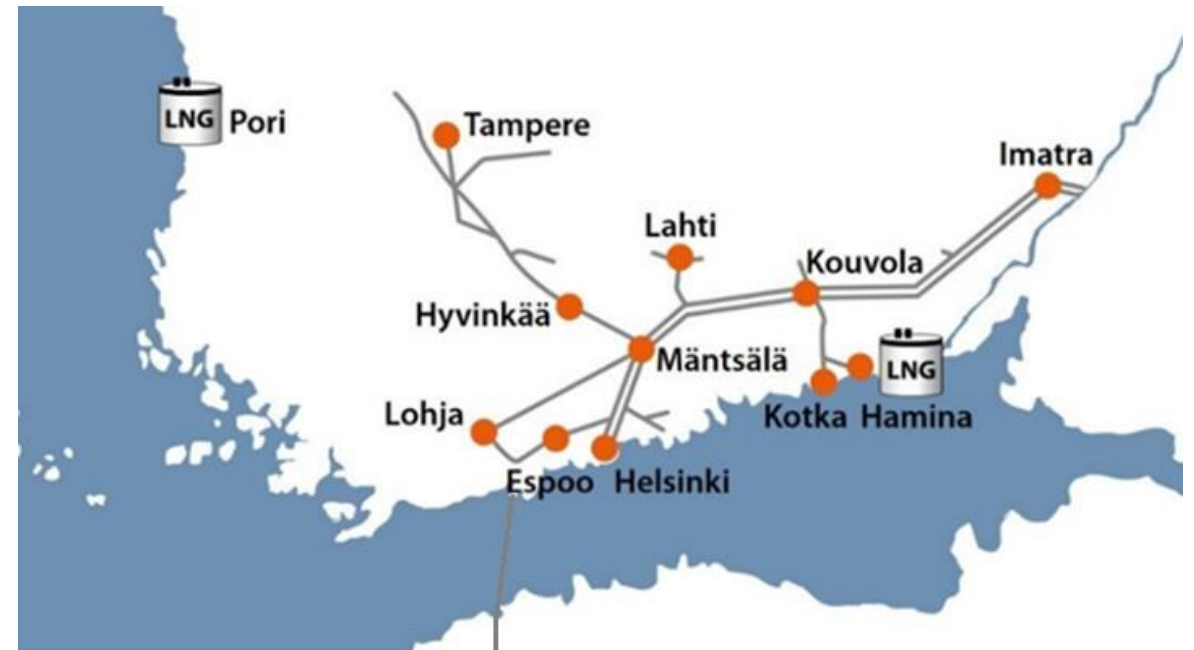 LNG Pori
Tampere
Imatra
Lahti
Kouvola
Hyvinkää
Mäntsälä
LNG
Lohja
Kotka Hamina
Espoo Helsinki